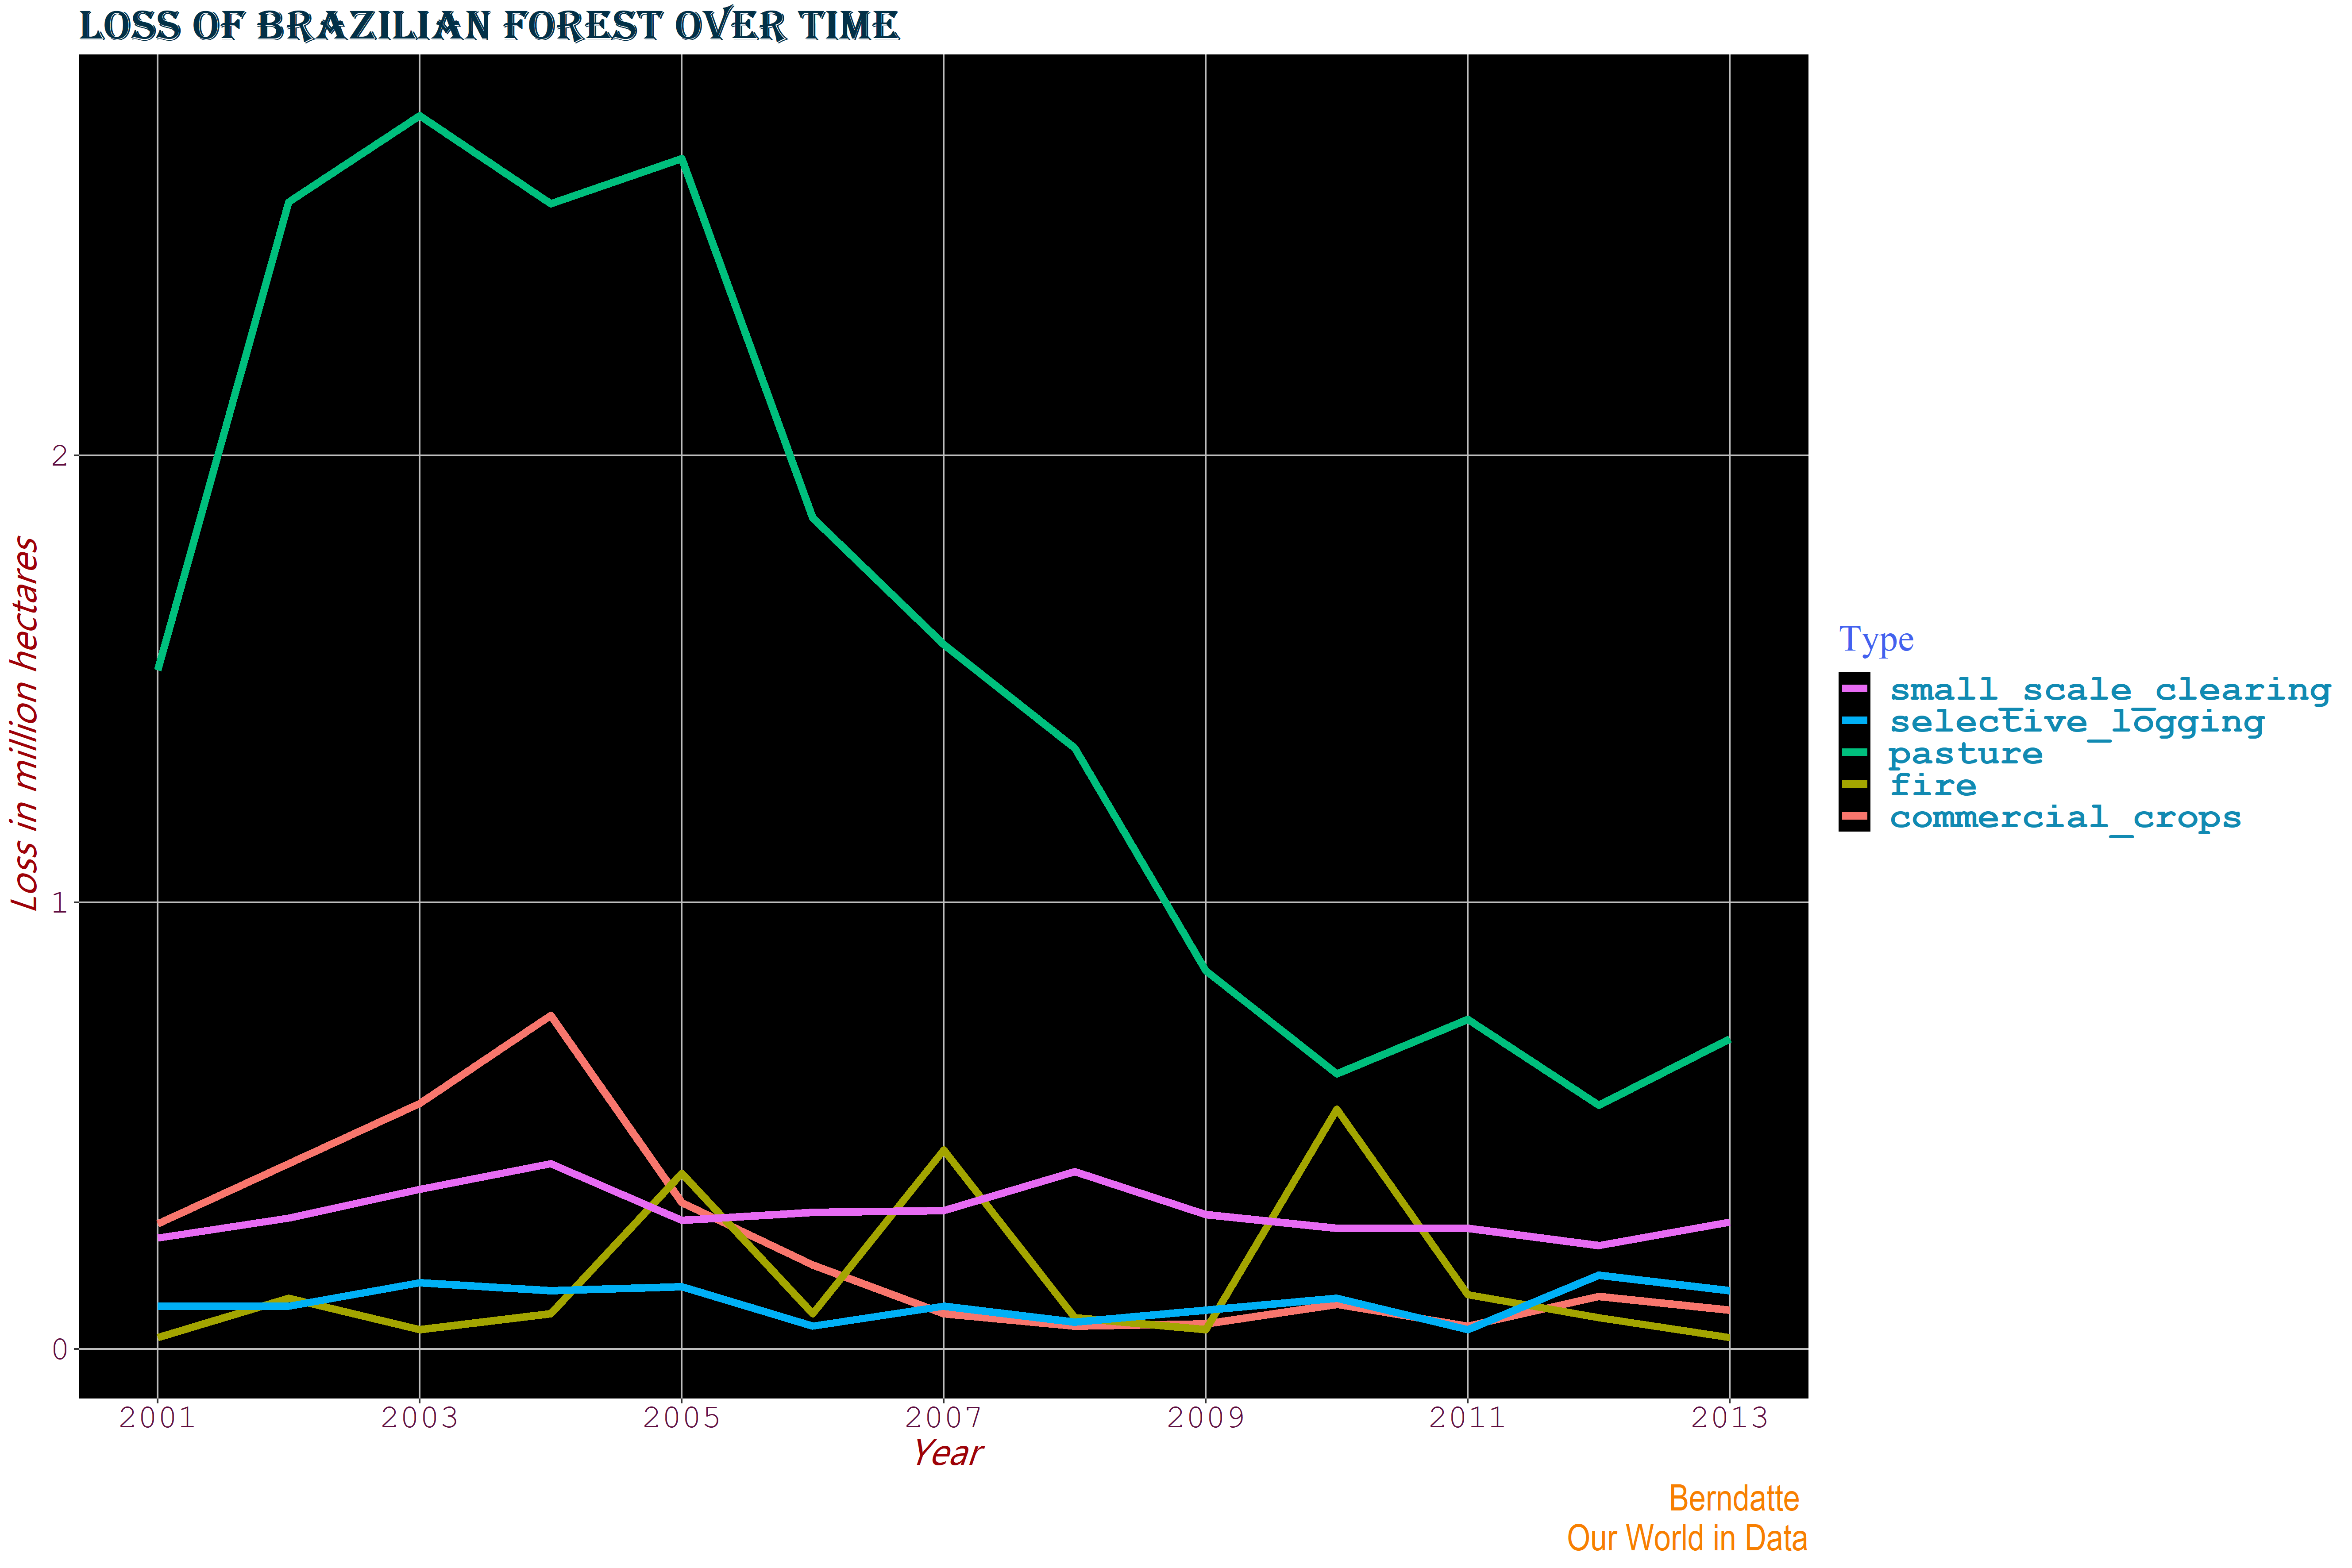 LOSS OF BRAZILIAN FOREST OVER TIME
2
1
0
Loss in million hectares
2001 2003 2005 2007 2009 2011 2013
Year
Type
small_scale_clearing
selective_logging
pasture
fire
commercial_crops
Berndatte
Our World in Data